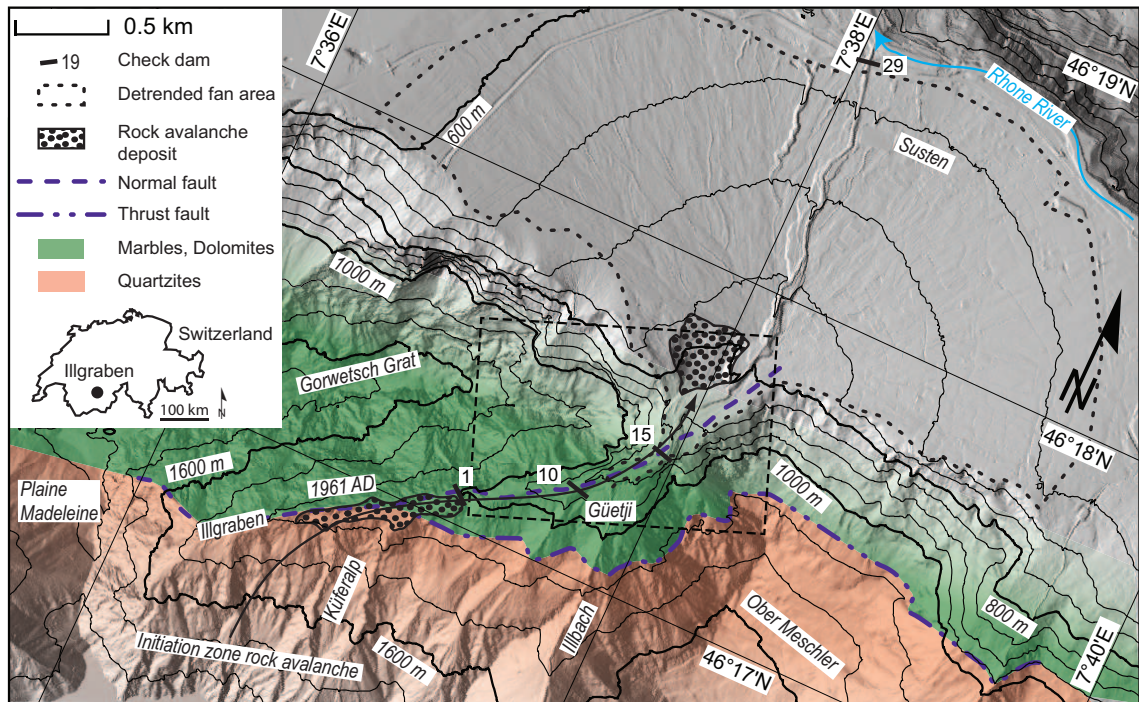 0.5 km
19 Check dam
Detrended fan area
Rock avalanche
deposit
Normal fault
Thrust fault
Marbles, Dolomites
Quartzites
Switzerland
Illgraben
100 km
N
7°36'E
7°38'E
29
46°19'N
Rhone River
600 m
Susten
1000 m
Gorwetsch Grat
N
15
46°18'N
1600 m
1
10
1000 m
1961 AD
Plaine
Madeleine
Güetji
Illgraben
Küferalp
Illbach
Ober Meschler
800 m
Initiation zone rock avalanche
1600 m
46°17'N
7°40'E